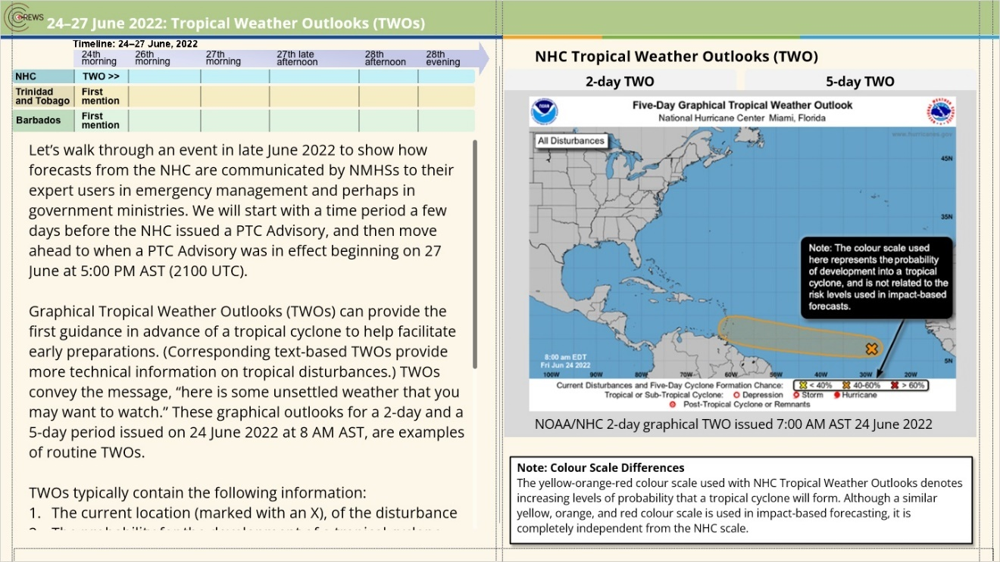 CREWS
24–27 June 2022: Tropical Weather Outlooks (TWOs)
Timeline: 24–27 June, 2022
24th morning
26th morning
27th morning
27th late afternoon
28th afternoon
28th evening
NHC
TWO >>
Trinidad and Tobago
First mention
Barbados
First mention
Let’s walk through an event in late June 2022 to show how
forecasts from the NHC are communicated by NMHSs to their
expert users in emergency management and perhaps in
government ministries. We will start with a time period a few
days before the NHC issued a PTC Advisory, and then move
ahead to when a PTC Advisory was in effect beginning on 27
June at 5:00 PM AST (2100 UTC).
Graphical Tropical Weather Outlooks (TWOs) can provide the
first guidance in advance of a tropical cyclone to help facilitate
early preparations. (Corresponding text-based TWOs provide
more technical information on tropical disturbances.) TWOs
convey the message, “here is some unsettled weather that you
may want to watch.” These graphical outlooks for a 2-day and a
5-day period issued on 24 June 2022 at 8 AM AST, are examples
of routine TWOs.
TWOs typically contain the following information:
1. The current location (marked with an X), of the disturbance
NHC Tropical Weather Outlooks (TWO)
2-day TWO
5-day TWO
Five-Day Graphical Tropical Weather Outlook
National Hurricane Center Miami, Florida
All Disturbances
www.hurricanes.gov
45N
35N
Note: The colour scale used
here represents the probability
of development into a tropical
cyclone, and is not related to the
risk levels used in impact-based
forecasts.
8:00 am EDT
Fri Jun 24 2022
5N
100W 90W 80W 70W 60W 50W 40W 30W 20W
Current Disturbances and Five-Day Cyclone Formation Chance: < 40% 40-60% > 60%
Tropical or Sub-Tropical Cyclone: Depression Storm Hurricane
Post-Tropical Cyclone or Remnants
NOAA/NHC 2-day graphical TWO issued 7:00 AM AST 24 June 2022
Note: Colour Scale Differences
The yellow-orange-red colour scale used with NHC Tropical Weather Outlooks denotes
increasing levels of probability that a tropical cyclone will form. Although a similar
yellow, orange, and red colour scale is used in impact-based forecasting, it is
completely independent from the NHC scale.